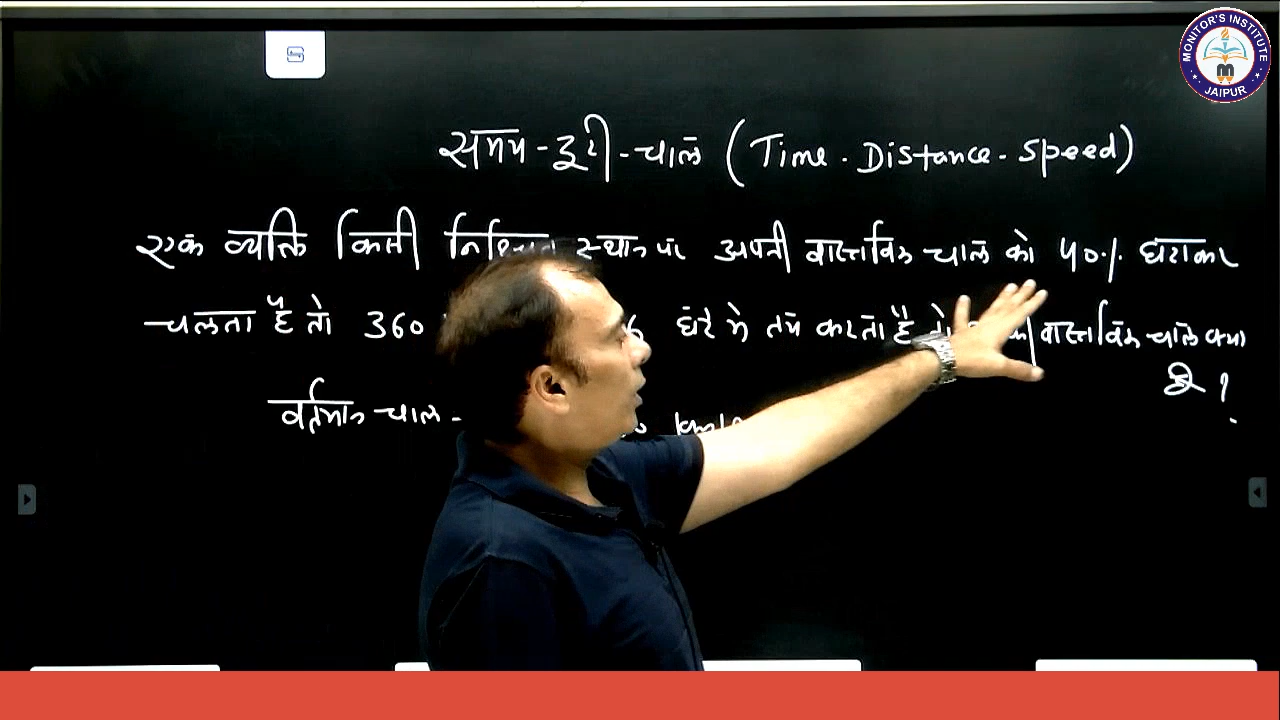 MONITOR'S INSTITUTE
JAIPUR
समय - दूरी - चाल (Time - Distance - Speed)
एक व्यक्ति किसी निश्चित स्थान पर अपनी वास्तविक चाल को 40% घटाकर
चलता है तो 360 6 घंटे में तय करता है तो वास्तविक चाल क्या
है ?
वर्तमान चाल -